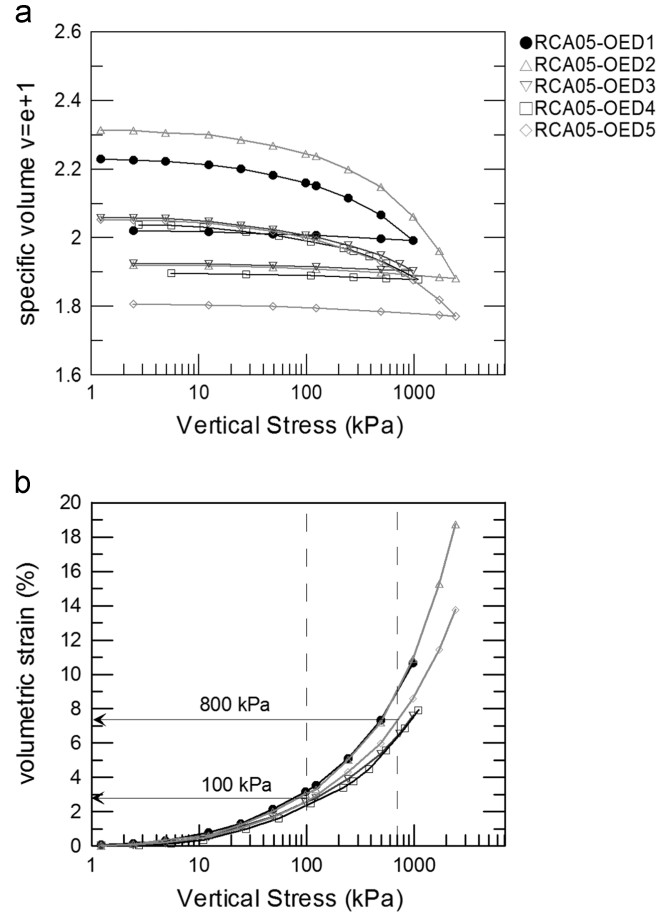 a
2.6
2.4
2.2
2
1.8
1.6
specific volume v=e+1
1
10
100
1000
Vertical Stress (kPa)
RCA05-OED1
RCA05-OED2
RCA05-OED3
RCA05-OED4
RCA05-OED5
b
20
18
16
14
12
10
8
6
4
2
0
volumetric strain (%)
800 kPa
100 kPa
1
10
100
1000
Vertical Stress (kPa)